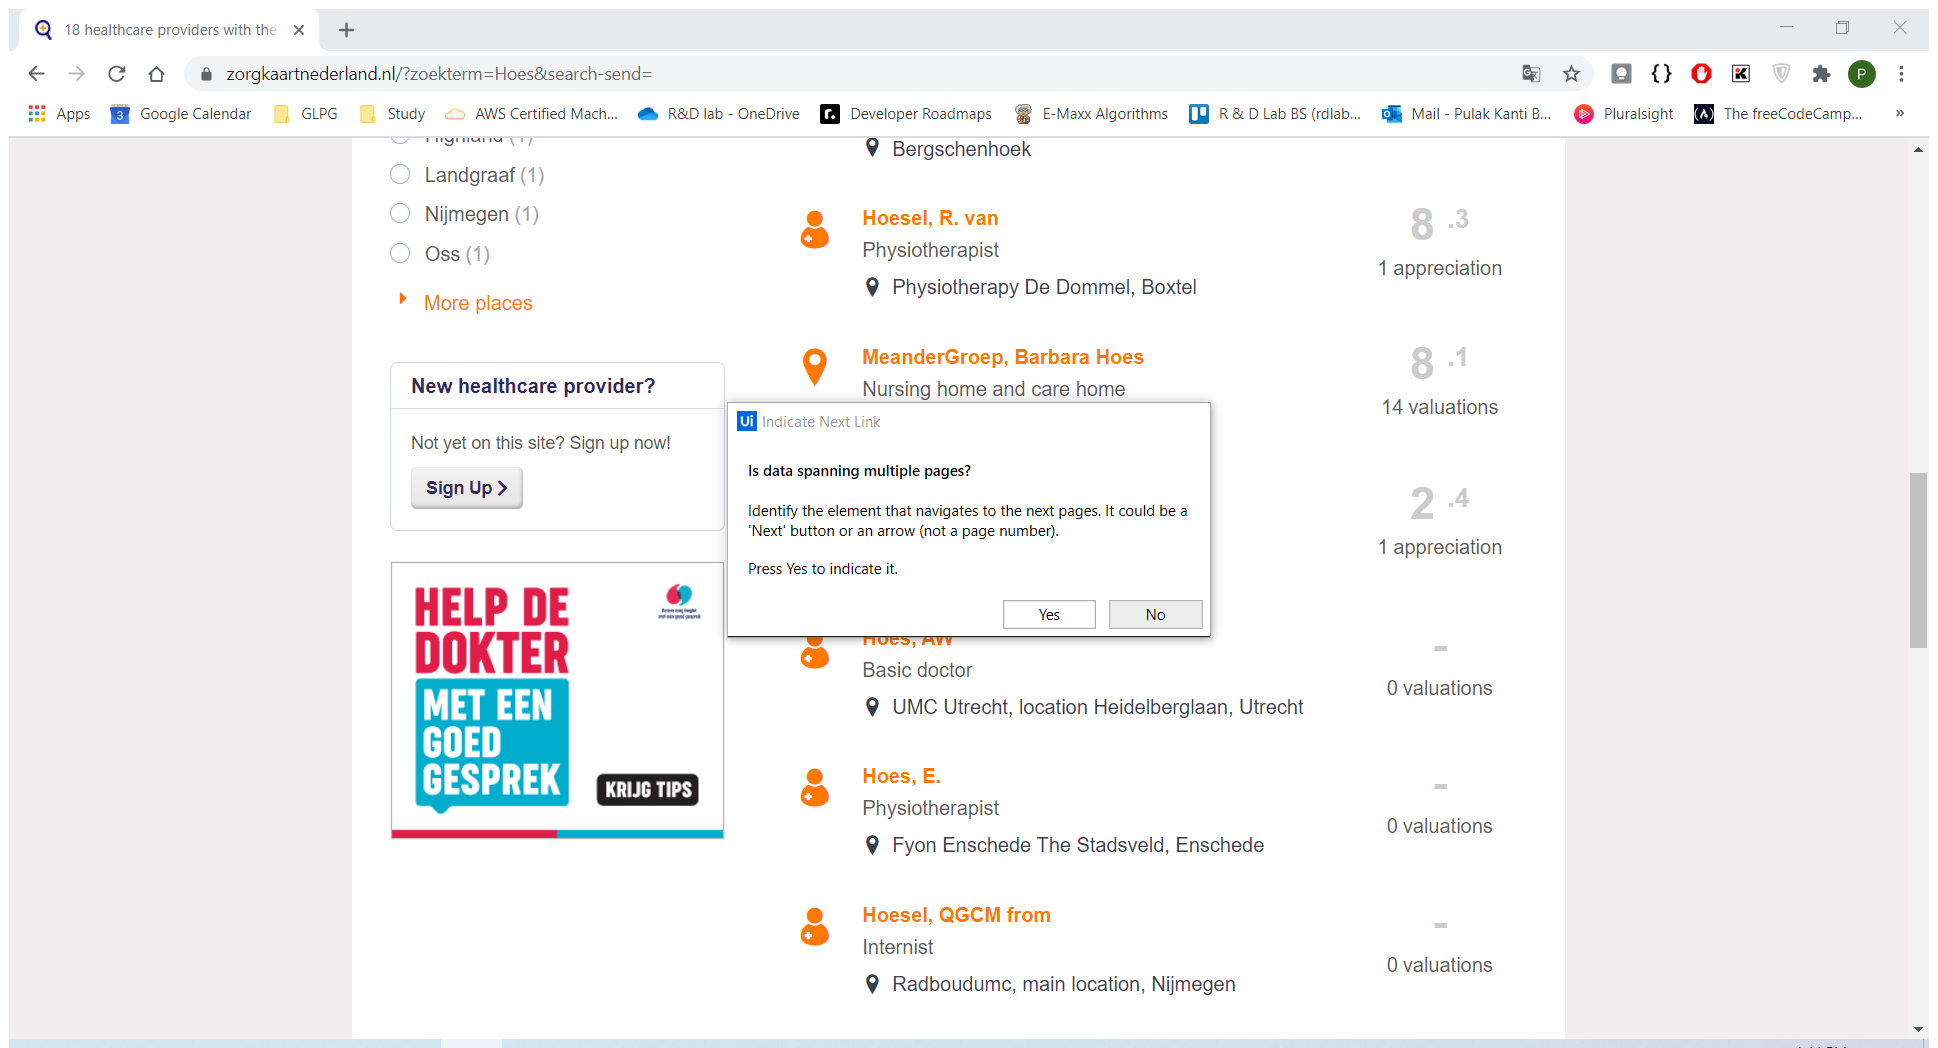 18 healthcare providers with the
zorgkaartnederland.nl/?zoekterm=Hoes&search-send=
P
Apps
3 Google Calendar
GLPG
Study
AWS Certified Mach...
R&D lab - OneDrive
r. Developer Roadmaps
E-Maxx Algorithms
R & D Lab BS (rdlab...
Mail - Pulak Kanti B...
Pluralsight
The freeCodeCamp...
»
Highland (1)
Landgraaf (1)
Nijmegen (1)
Oss (1)
More places
New healthcare provider?
Not yet on this site? Sign up now!
Sign Up
HELP DE
DOKTER
MET EEN
GOED
GESPREK
KRIJG TIPS
Bergschenhoek
Hoesel, R. van
Physiotherapist
Physiotherapy De Dommel, Boxtel
8 .3
1 appreciation
MeanderGroep, Barbara Hoes
Nursing home and care home
8 .1
14 valuations
2 .4
1 appreciation
Ui Indicate Next Link
Is data spanning multiple pages?
Identify the element that navigates to the next pages. It could be a
'Next' button or an arrow (not a page number).
Press Yes to indicate it.
Yes
No
Hoes, AW
Basic doctor
UMC Utrecht, location Heidelberglaan, Utrecht
-
0 valuations
Hoes, E.
Physiotherapist
Fyon Enschede The Stadsveld, Enschede
-
0 valuations
Hoesel, QGCM from
Internist
Radboudumc, main location, Nijmegen
-
0 valuations